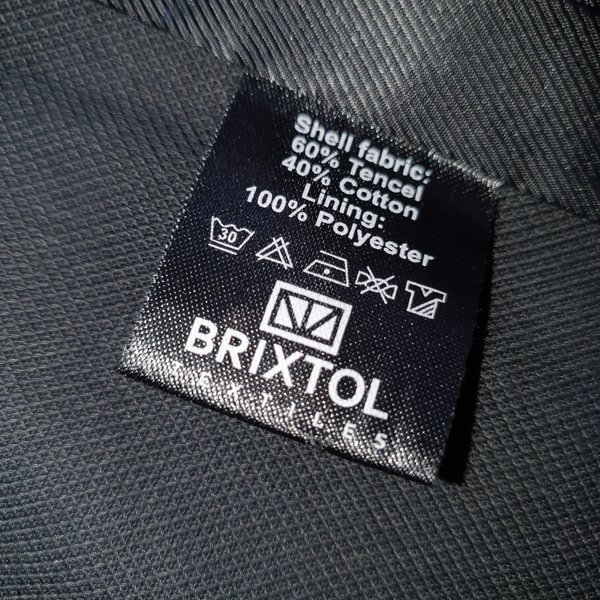 Shell fabric:
60% Tencel
40% Cotton
Lining:
100% Polyester
30
BRIXTOL
TEXTILES